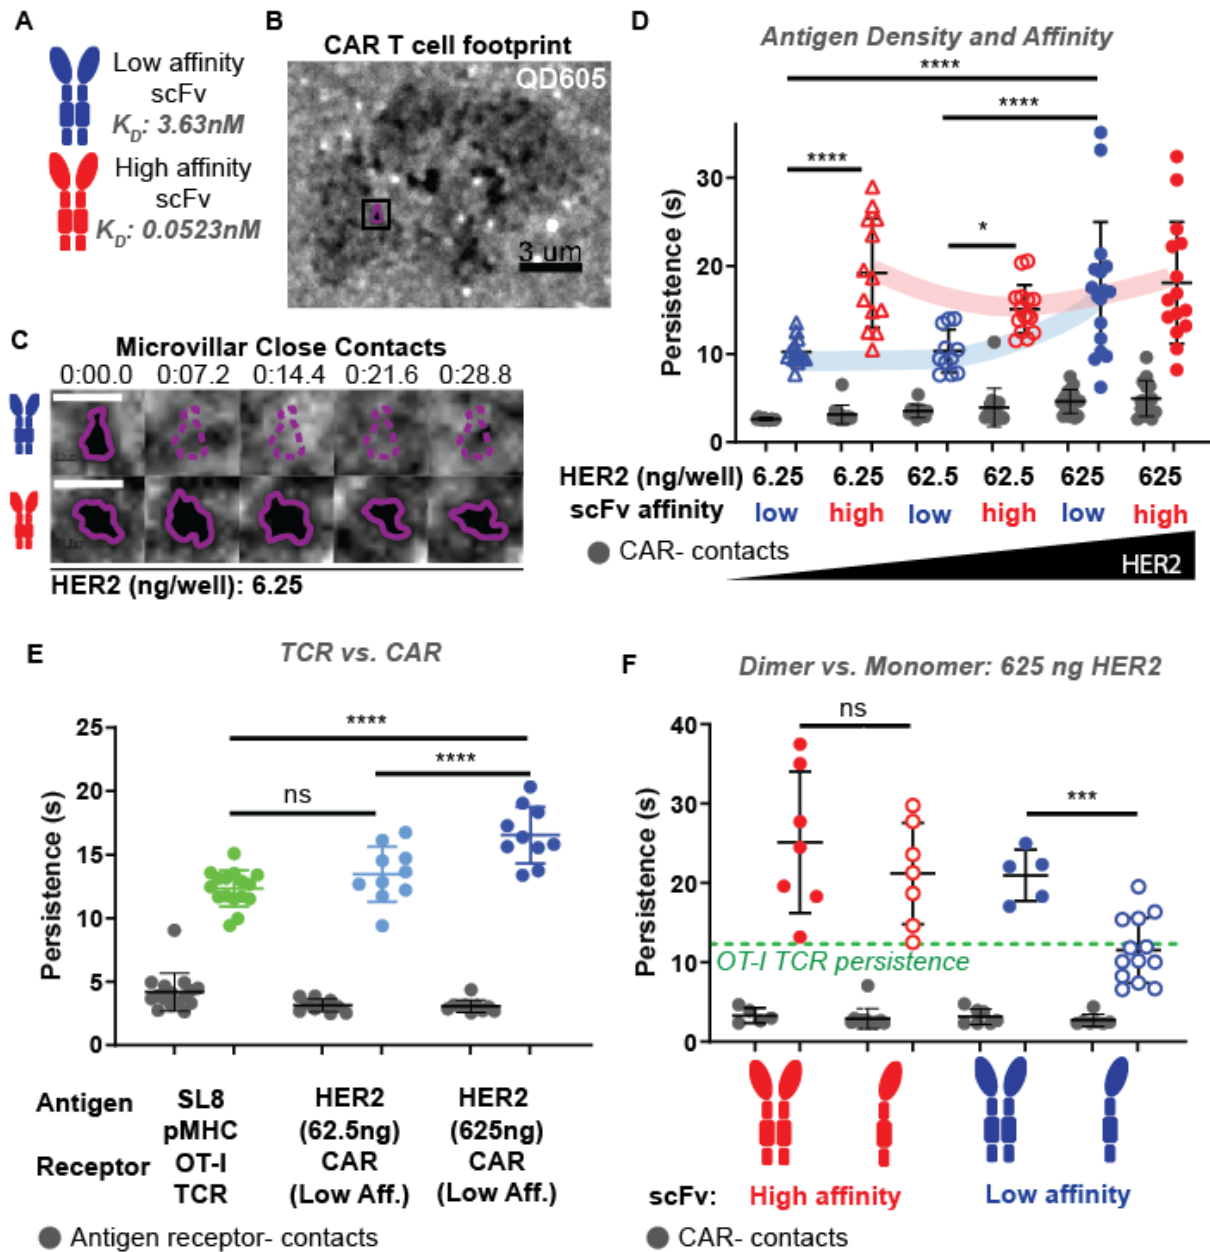 A
Low affinity
scFv
KD: 3.63nM
High affinity
scFv
KD: 0.0523nM
B
CAR T cell footprint
QD605
3 um
C
Microvillar Close Contacts
0:00.0 0:07.2 0:14.4 0:21.6 0:28.8
HER2 (ng/well): 6.25
D
Antigen Density and Affinity
****
****
****
*
Persistence (s)
30
20
10
0
HER2 (ng/well) 6.25 6.25 62.5 62.5 625 625
scFv affinity low high low high low high
CAR- contacts
HER2
E
TCR vs. CAR
****
****
ns
Persistence (s)
25
20
15
10
5
0
Antigen SL8 HER2 HER2
pMHC (62.5ng) (625ng)
Receptor OT-I CAR CAR
TCR (Low Aff.) (Low Aff.)
Antigen receptor- contacts
F
Dimer vs. Monomer: 625 ng HER2
ns
***
Persistence (s)
40
30
20
10
0
OT-I TCR persistence
scFv: High affinity Low affinity
CAR- contacts